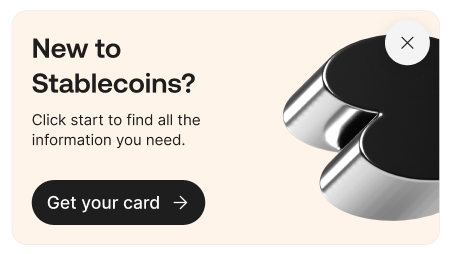 New to
Stablecoins?
Click start to find all the
information you need.
Get your card